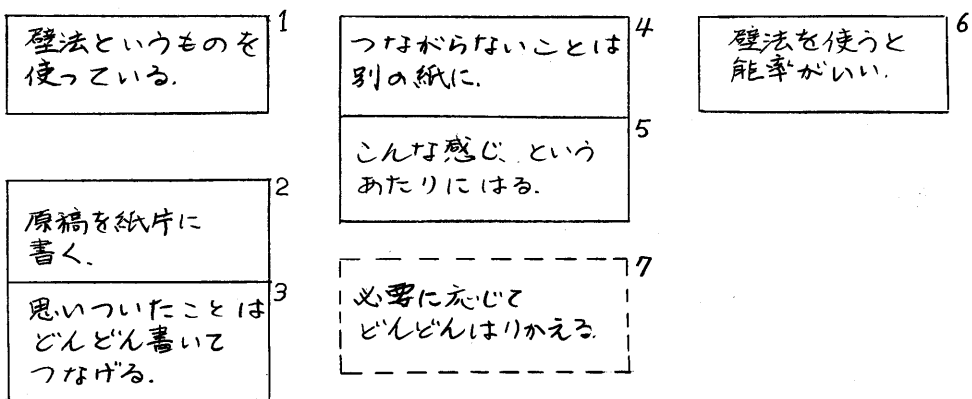 1
壁法というものを
使っている.
2
原稿を紙片に
書く.
3
思いついたことは
どんどん書いて
つなげる.
4
つながらないことは
別の紙に.
5
こんな感じ、という
あたりにはる.
6
壁法を使うと
能率がいい.
7
必要に応じて
どんどんはりかえる.